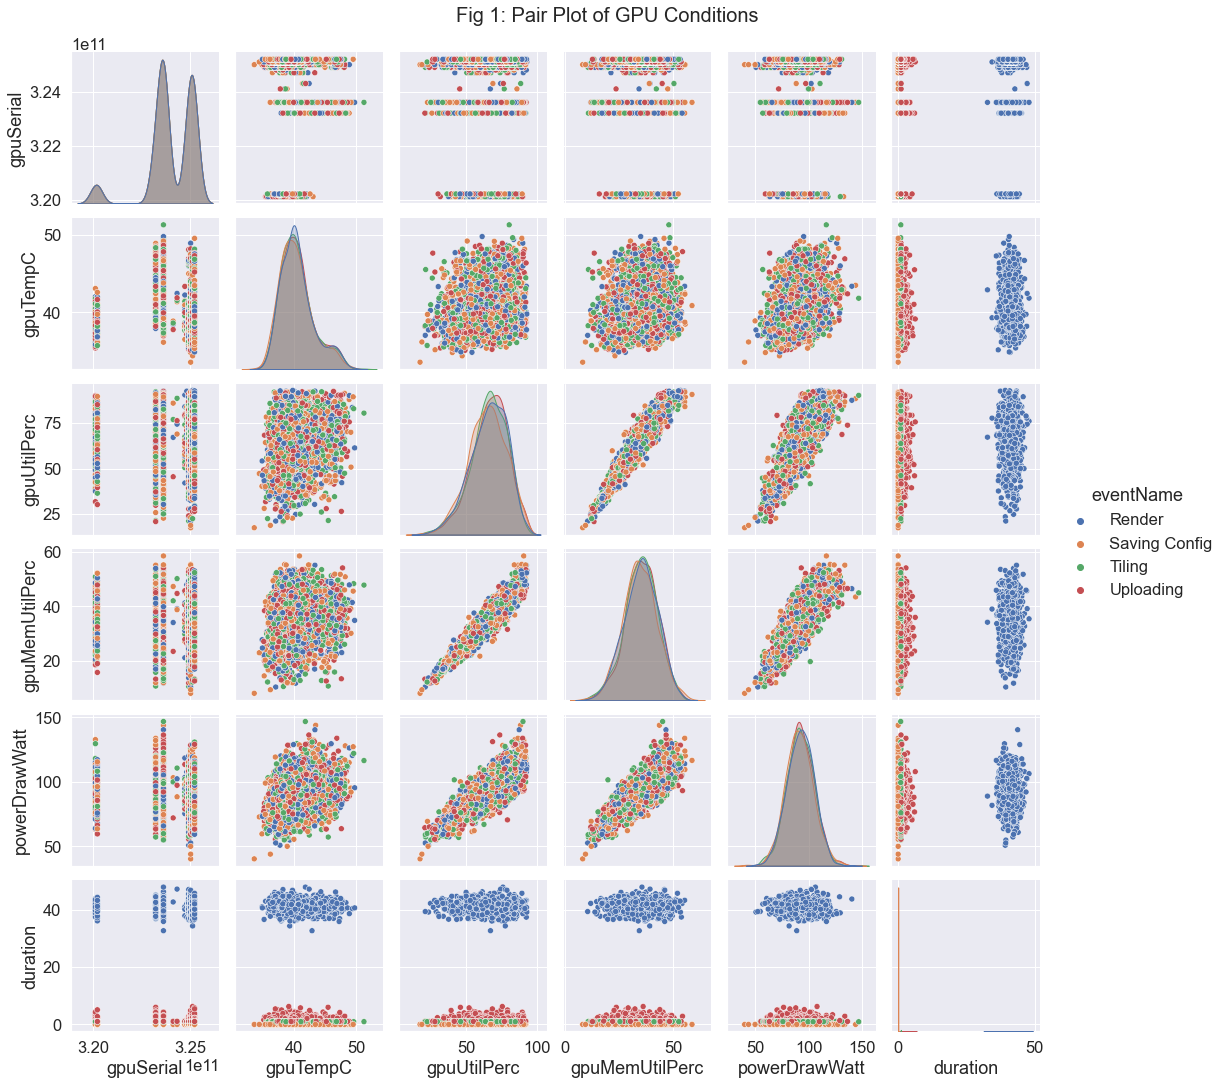 Fig 1: Pair Plot of GPU Conditions
1e11
3.24
3.22
3.20
gpuSerial
50
40
gpuTempC
75
50
25
gpuUtilPerc
60
40
20
gpuMemUtilPerc
150
100
50
powerDrawWatt
40
20
0
duration
3.20 3.25
1e11
gpuSerial
40 50
gpuTempC
50 100
gpuUtilPerc
0 50
gpuMemUtilPerc
50 100 150
powerDrawWatt
0 50
duration
eventName
Render
Saving Config
Tiling
Uploading